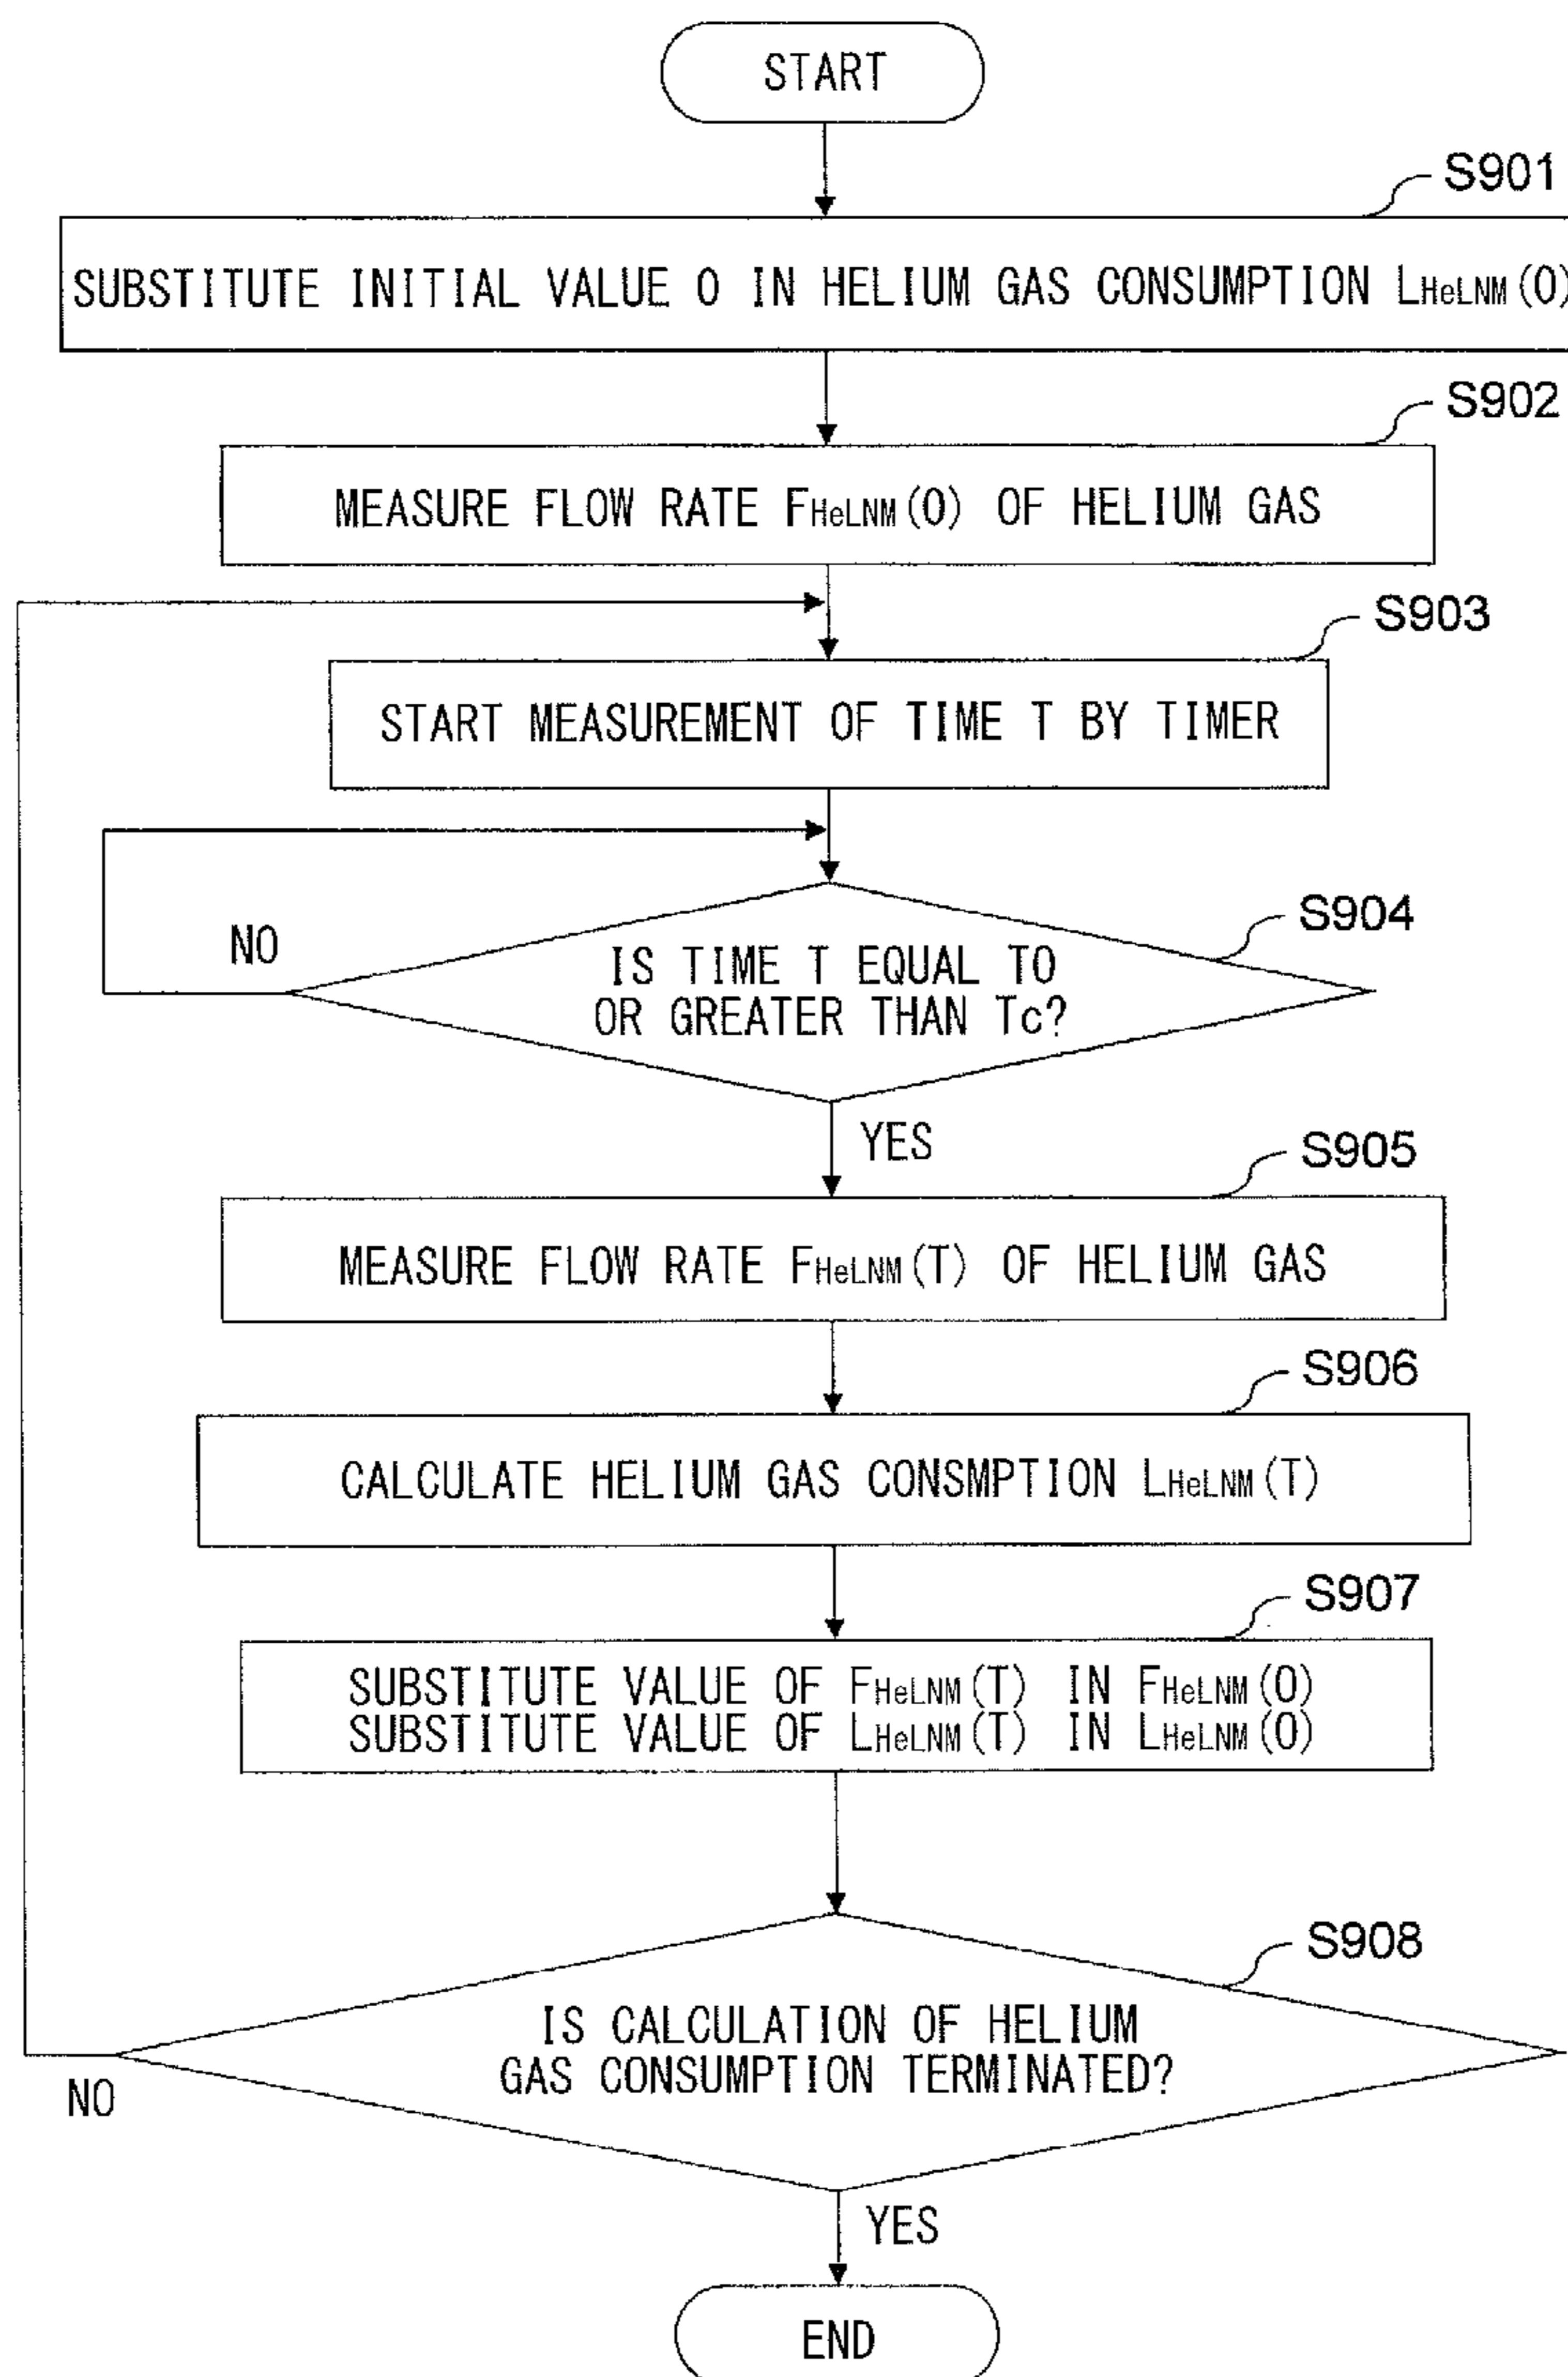 START
S901
SUBSTITUTE INITIAL VALUE 0 IN HELIUM GAS CONSUMPTION LHeLNM(0)
S902
MEASURE FLOW RATE FHeLNM(0) OF HELIUM GAS
S903
START MEASUREMENT OF TIME T BY TIMER
S904
NO
IS TIME T EQUAL TO
OR GREATER THAN Tc?
YES
S905
MEASURE FLOW RATE FHeLNM(T) OF HELIUM GAS
S906
CALCULATE HELIUM GAS CONSMPTION LHeLNM(T)
S907
SUBSTITUTE VALUE OF FHeLNM(T) IN FHeLNM(0)
SUBSTITUTE VALUE OF LHeLNM(T) IN LHeLNM(0)
S908
IS CALCULATION OF HELIUM
GAS CONSUMPTION TERMINATED?
NO
YES
END